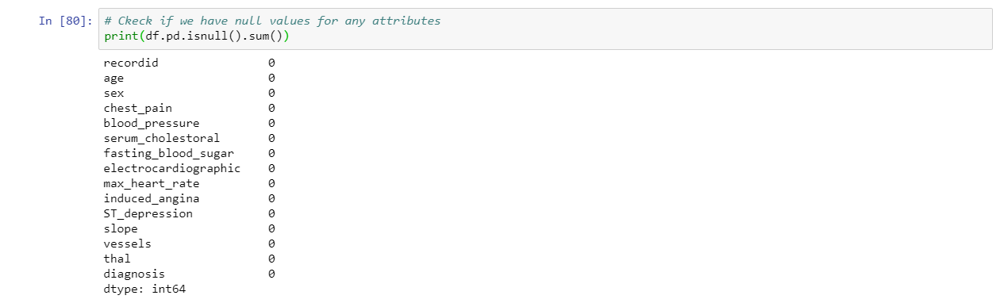 In [80]: # Ckeck if we have null values for any attributes
print(df.pd.isnull().sum())
recordid 0
age 0
sex 0
chest_pain 0
blood_pressure 0
serum_cholestoral 0
fasting_blood_sugar 0
electrocardiographic 0
max_heart_rate 0
induced_angina 0
ST_depression 0
slope 0
vessels 0
thal 0
diagnosis 0
dtype: int64